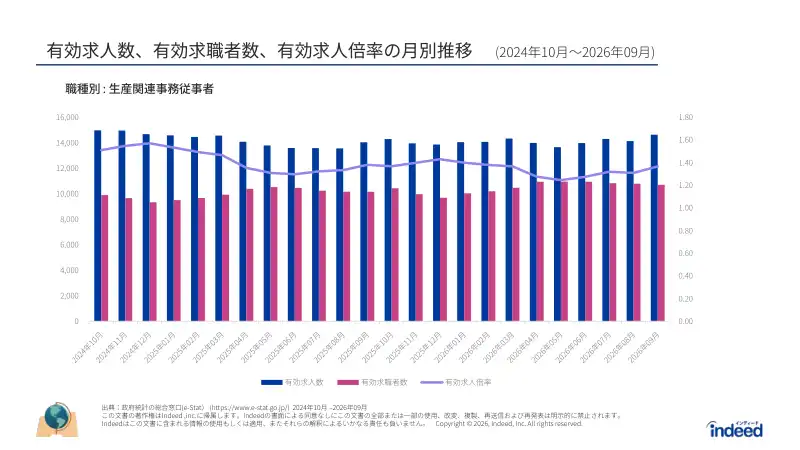 有効求人数、有効求職者数、有効求人倍率の月別推移 (2024年10月～2026年09月)
職種別 : 生産関連事務従事者
16,000
14,000
12,000
10,000
8,000
6,000
4,000
2,000
0
1.80
1.60
1.40
1.20
1.00
0.80
0.60
0.40
0.20
0.00
2024年10月
2024年11月
2024年12月
2025年01月
2025年02月
2025年03月
2025年04月
2025年05月
2025年06月
2025年07月
2025年08月
2025年09月
2025年10月
2025年11月
2025年12月
2026年01月
2026年02月
2026年03月
2026年04月
2026年05月
2026年06月
2026年07月
2026年08月
2026年09月
有効求人数 有効求職者数 有効求人倍率
出典：政府統計の総合窓口(e-Stat) (https://www.e-stat.go.jp/) 2024年10月 -2026年09月
この文書の著作権はIndeed ,Inc.に帰属します。Indeedの書面による同意なしにこの文書の全部または一部の使用、改変、複製、再送信および再発表は明示的に禁止されます。
Indeedはこの文書に含まれる情報の使用もしくは適用、またそれらの解釈によるいかなる責任も負いません。 Copyright © 2026, Indeed, Inc. All rights reserved.
インディード
indeed